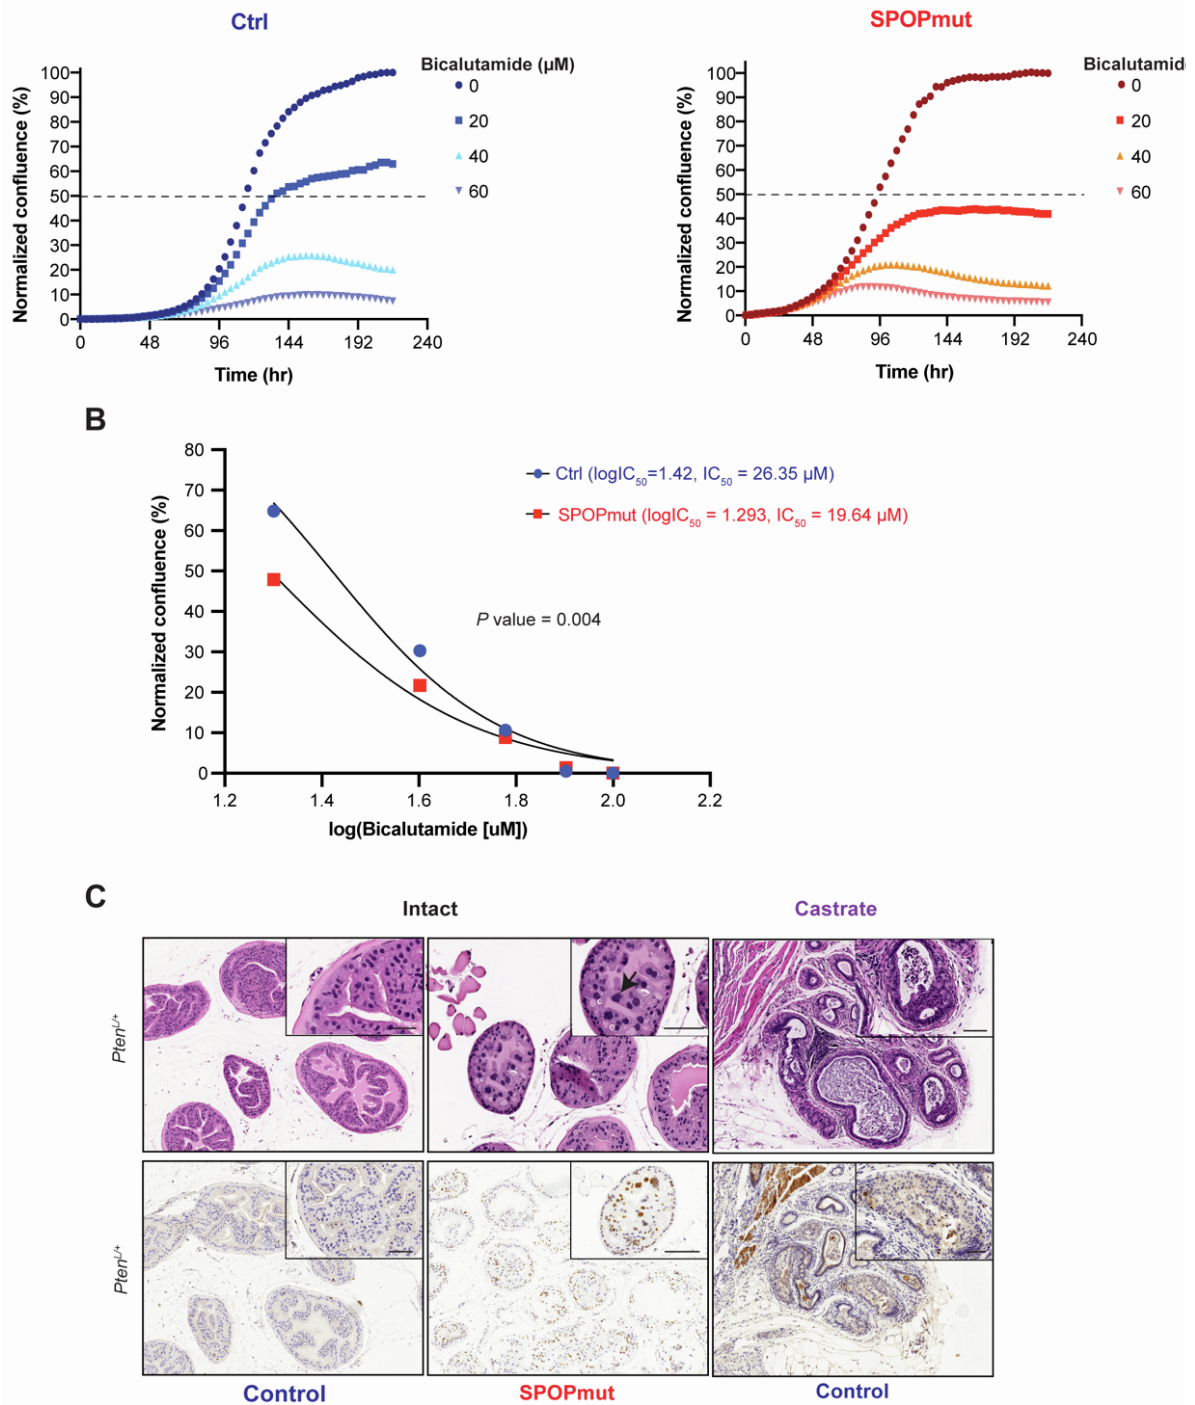 Ctrl
SPOPmut
Normalized confluence (%)
100
90
80
70
60
50
40
30
20
10
0
0 48 96 144 192 240
Time (hr)
Bicalutamide (µM)
0
20
40
60
Normalized confluence (%)
100
90
80
70
60
50
40
30
20
10
0
0 48 96 144 192 240
Time (hr)
Bicalutamide
0
20
40
60
B
Normalized confluence (%)
80
70
60
50
40
30
20
10
0
1.2 1.4 1.6 1.8 2.0 2.2
log(Bicalutamide [uM])
Ctrl (logIC50=1.42, IC50 = 26.35 µM)
SPOPmut (logIC50 = 1.293, IC50 = 19.64 µM)
P value = 0.004
C
Intact
Castrate
PtenL/+
PtenL/+
Control
SPOPmut
Control